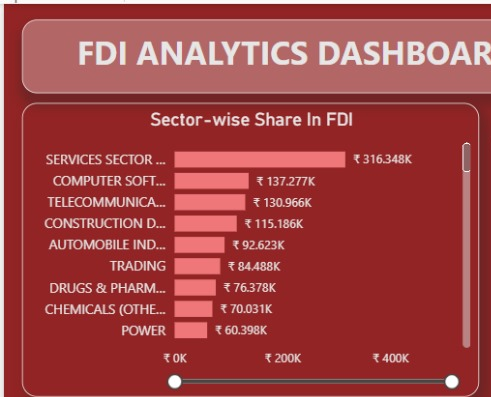 FDI ANALYTICS DASHBOAR
Sector-wise Share In FDI
SERVICES SECTOR ... ₹ 316.348K
COMPUTER SOFT... ₹ 137.277K
TELECOMMUNICA... ₹ 130.966K
CONSTRUCTION D... ₹ 115.186K
AUTOMOBILE IND... ₹ 92.623K
TRADING ₹ 84.488K
DRUGS & PHARM... ₹ 76.378K
CHEMICALS (OTHE... ₹ 70.031K
POWER ₹ 60.398K
₹ 0K ₹ 200K ₹ 400K